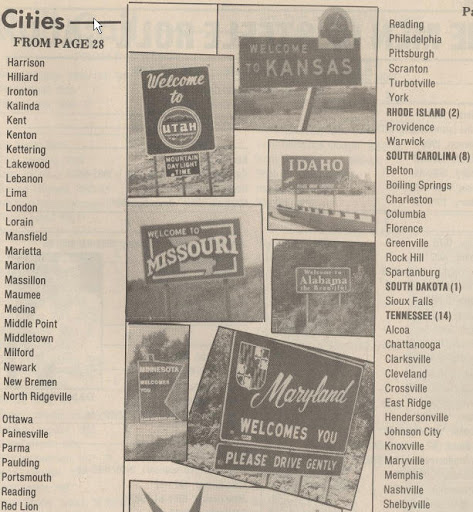 Cities
FROM PAGE 28
Harrison
Hilliard
Ironton
Kalinda
Kent
Kenton
Kettering
Lakewood
Lebanon
Lima
London
Lorain
Mansfield
Marietta
Marion
Massillon
Maumee
Medina
Middle Point
Middletown
Milford
Newark
New Bremen
North Ridgeville
Ottawa
Painesville
Parma
Paulding
Portsmouth
Reading
Red Lion
WELCOME
TO KANSAS
Welcome
to
UTAH
MOUNTAIN
DAYLIGHT
TIME
IDAHO
WELCOME TO
MISSOURI
Welcome to
Alabama
the Beautiful
MINNESOTA
WELCOMES
YOU
Maryland
WELCOMES YOU
PLEASE DRIVE GENTLY
Pa
Reading
Philadelphia
Pittsburgh
Scranton
Turbotville
York
RHODE ISLAND (2)
Providence
Warwick
SOUTH CAROLINA (8)
Belton
Boiling Springs
Charleston
Columbia
Florence
Greenville
Rock Hill
Spartanburg
SOUTH DAKOTA (1)
Sioux Falls
TENNESSEE (14)
Alcoa
Chattanooga
Clarksville
Cleveland
Crossville
East Ridge
Hendersonville
Johnson City
Knoxville
Maryville
Memphis
Nashville
Shelbyville